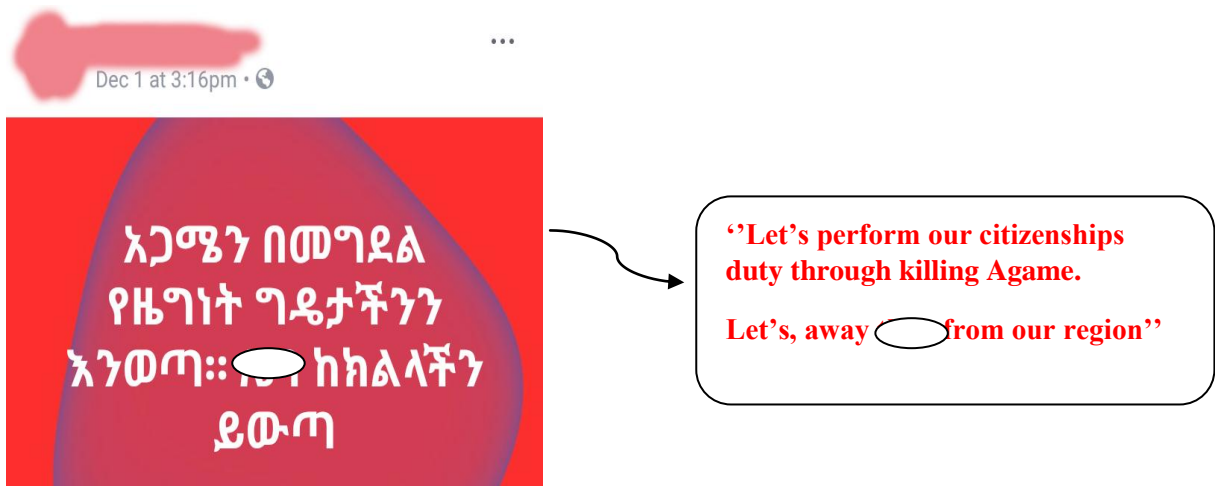 ...
Dec 1 at 3:16pm •
አጋሜን በመግደል
የዜግነት ግዴታችንን
እንወጣ። ከክልላችን
ይውጣ
‘’Let's perform our citizenships
duty through killing Agame.
Let's, away from our region’’